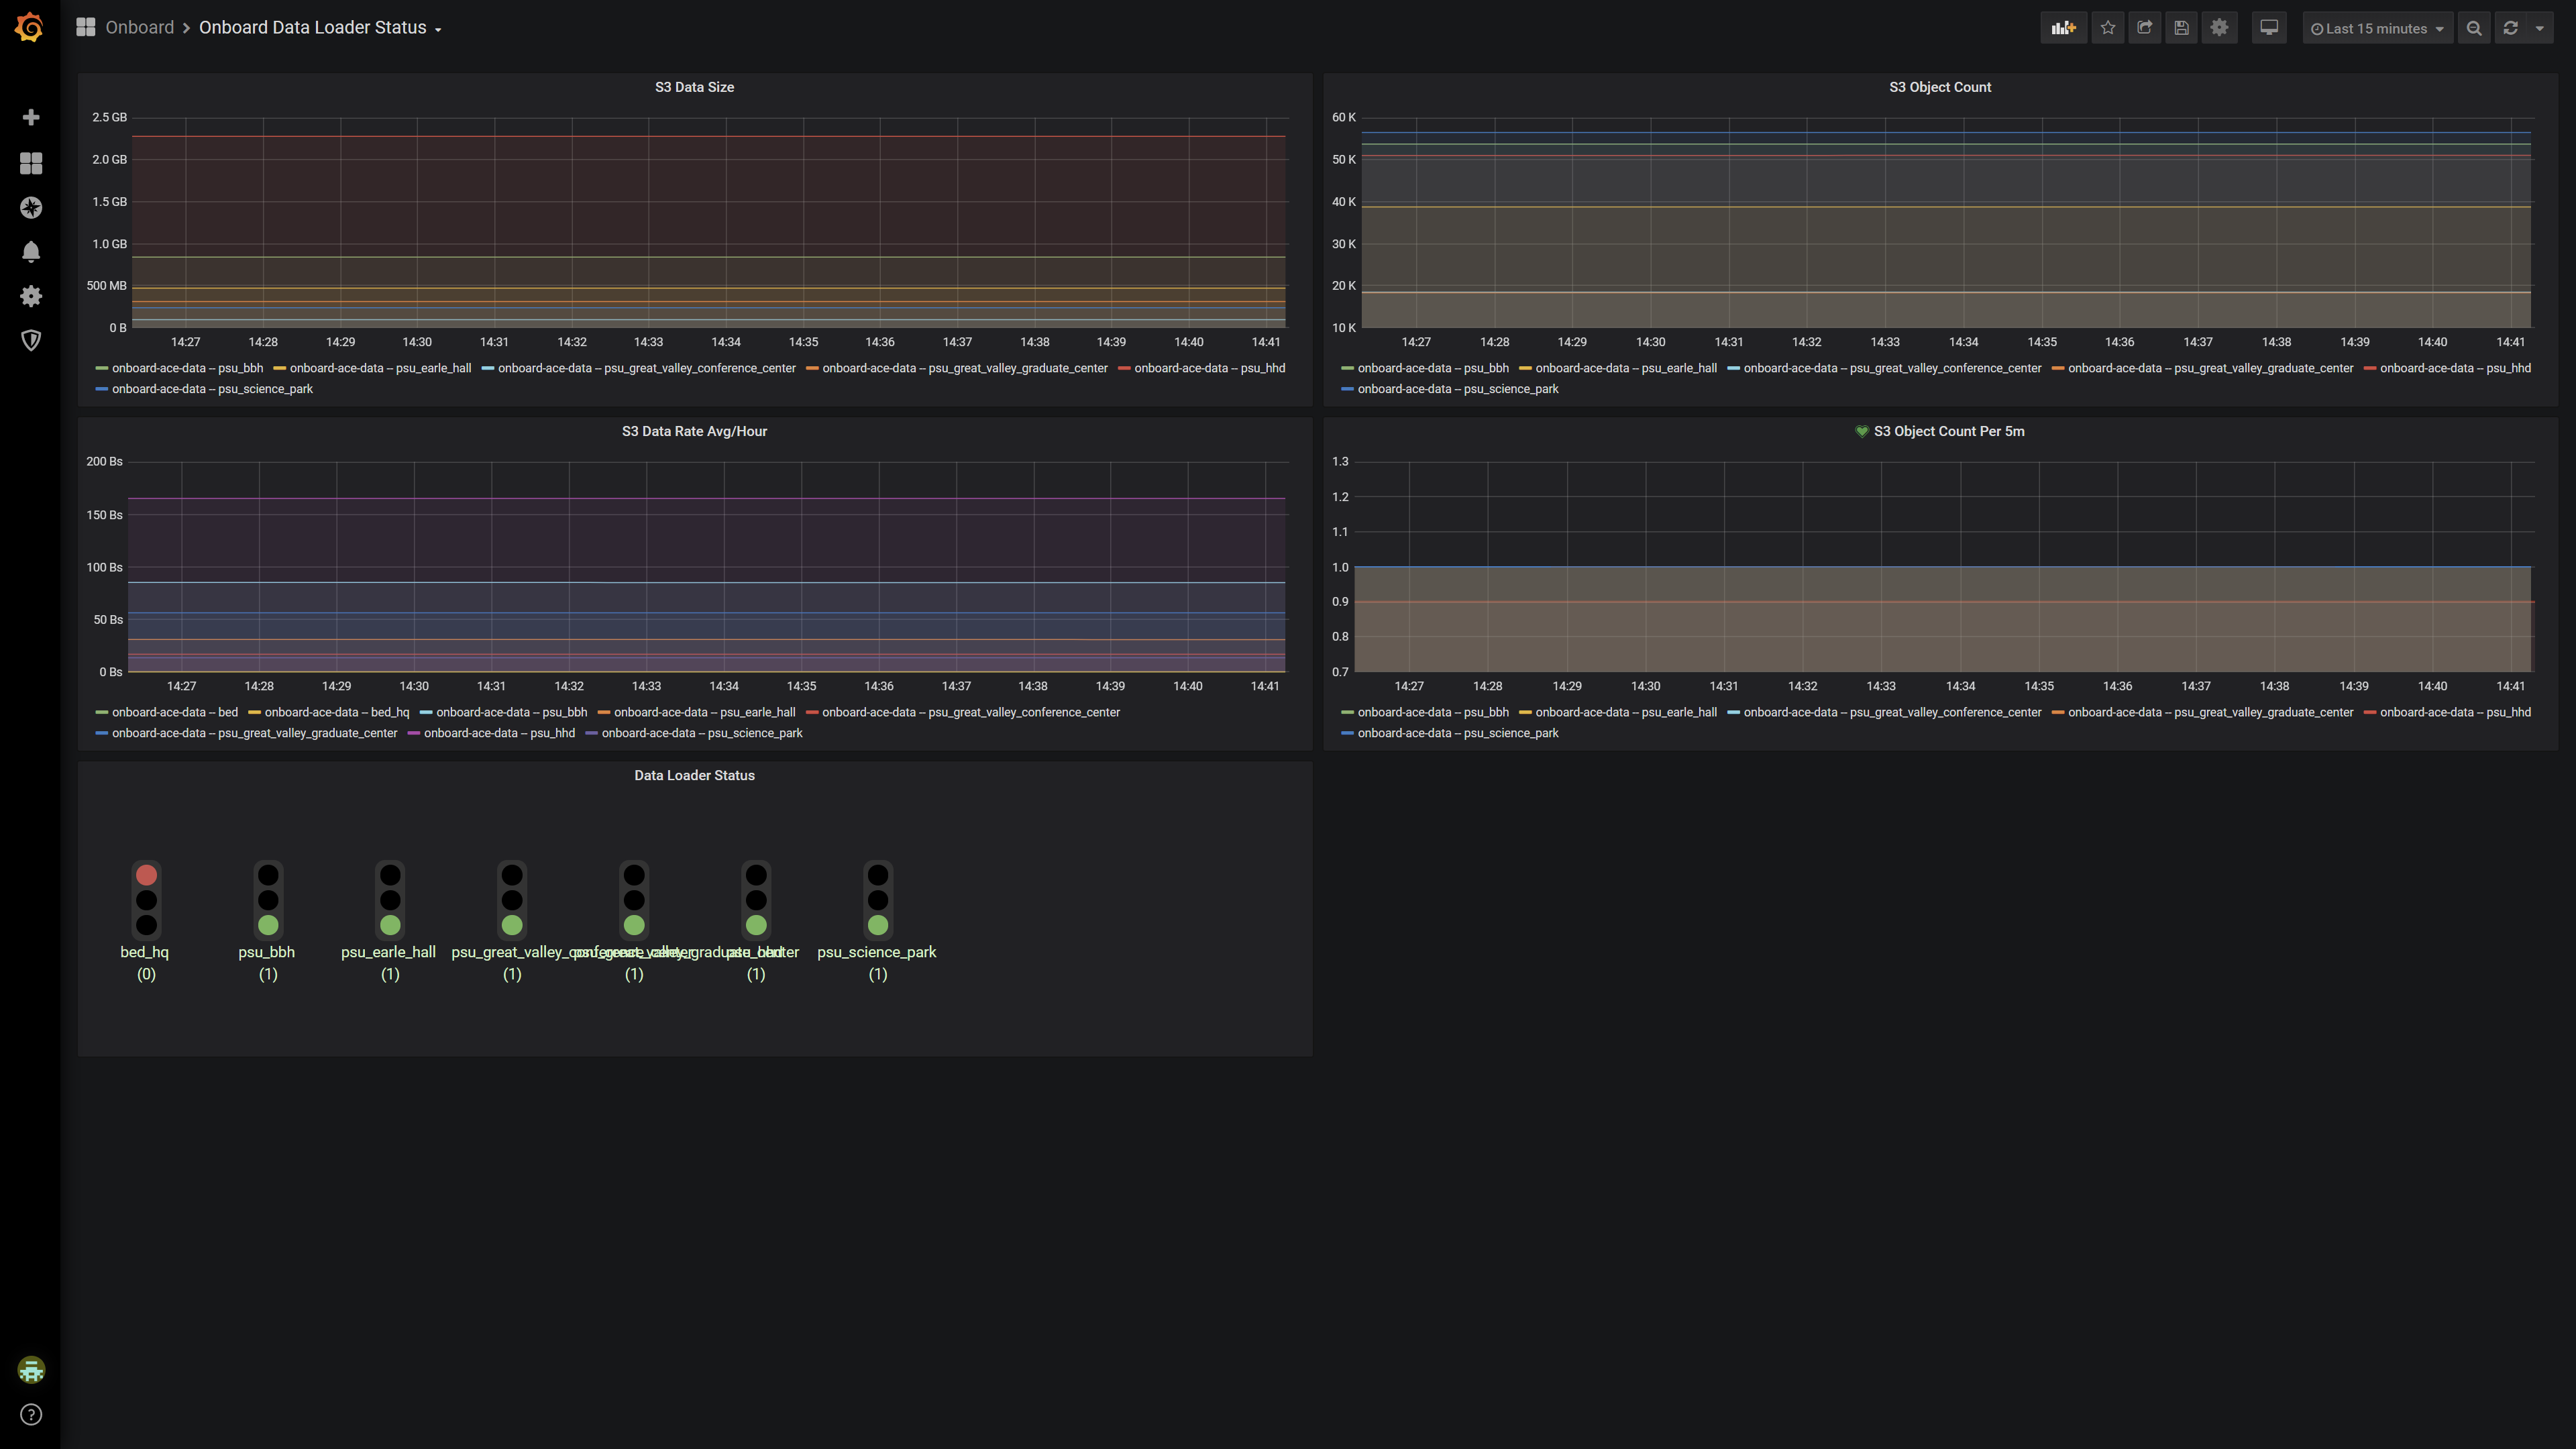 Onboard > Onboard Data Loader Status
Last 15 minutes
S3 Data Size
2.5 GB
2.0 GB
1.5 GB
1.0 GB
500 MB
0 B
14:27 14:28 14:29 14:30 14:31 14:32 14:33 14:34 14:35 14:36 14:37 14:38 14:39 14:40 14:41
onboard-ace-data -- psu_bbh onboard-ace-data -- psu_earle_hall onboard-ace-data -- psu_great_valley_conference_center onboard-ace-data -- psu_great_valley_graduate_center onboard-ace-data -- psu_hhd
onboard-ace-data -- psu_science_park
S3 Object Count
60 K
50 K
40 K
30 K
20 K
10 K
14:27 14:28 14:29 14:30 14:31 14:32 14:33 14:34 14:35 14:36 14:37 14:38 14:39 14:40 14:41
onboard-ace-data -- psu_bbh onboard-ace-data -- psu_earle_hall onboard-ace-data -- psu_great_valley_conference_center onboard-ace-data -- psu_great_valley_graduate_center onboard-ace-data -- psu_hhd
onboard-ace-data -- psu_science_park
S3 Data Rate Avg/Hour
200 Bs
150 Bs
100 Bs
50 Bs
0 Bs
14:27 14:28 14:29 14:30 14:31 14:32 14:33 14:34 14:35 14:36 14:37 14:38 14:39 14:40 14:41
onboard-ace-data -- bed onboard-ace-data -- bed_hq onboard-ace-data -- psu_bbh onboard-ace-data -- psu_earle_hall onboard-ace-data -- psu_great_valley_conference_center
onboard-ace-data -- psu_great_valley_graduate_center onboard-ace-data -- psu_hhd onboard-ace-data -- psu_science_park
S3 Object Count Per 5m
1.3
1.2
1.1
1.0
0.9
0.8
0.7
14:27 14:28 14:29 14:30 14:31 14:32 14:33 14:34 14:35 14:36 14:37 14:38 14:39 14:40 14:41
onboard-ace-data -- psu_bbh onboard-ace-data -- psu_earle_hall onboard-ace-data -- psu_great_valley_conference_center onboard-ace-data -- psu_great_valley_graduate_center onboard-ace-data -- psu_hhd
onboard-ace-data -- psu_science_park
Data Loader Status
bed_hq psu_bbh psu_earle_hall psu_great_valley_conference_center psu_great_valley_graduate_center psu_hhd psu_science_park
(0) (1) (1) (1) (1) (1) (1)